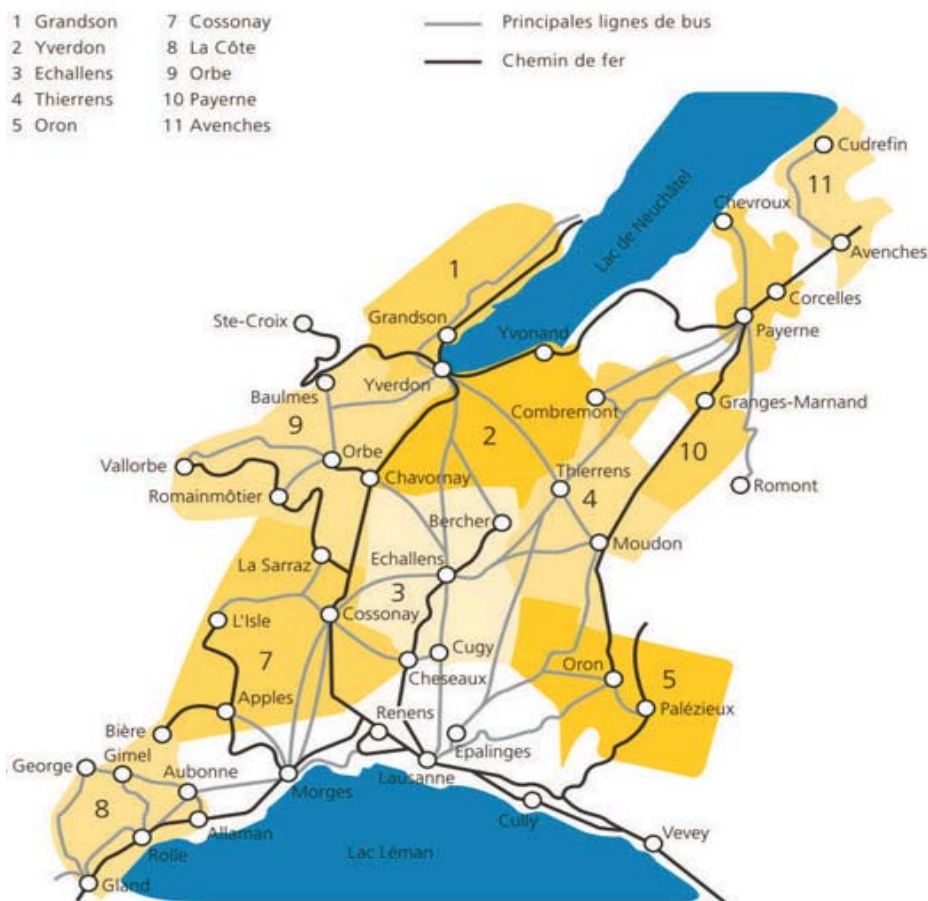 1 Grandson
2 Yverdon
3 Echallens
4 Thierrens
5 Oron
7 Cossonay
8 La Côte
9 Orbe
10 Payerne
11 Avenches
Principales lignes de bus
Chemin de fer
Cudrefin
11
Chevroux
Lac de Neuchâtel
Avenches
1
Corcelles
Ste-Croix
Grandson
Payerne
Yvonand
Yverdon
Baulmes
Combremont
Granges-Marnand
9
2
10
Orbe
Vallorbe
Chavornay
Thierrens
Romainmôtier
4
Romont
Bercher
Moudon
La Sarraz
Echallens
3
L'Isle
Cossonay
7
Cugy
Cheseaux
Oron
5
Apples
Palézieux
Renens
Bière
Epalinges
Gimel
George
Aubonne
Lausanne
Morges
8
Allaman
Cully
Rolle
Vevey
Lac Léman
Gland